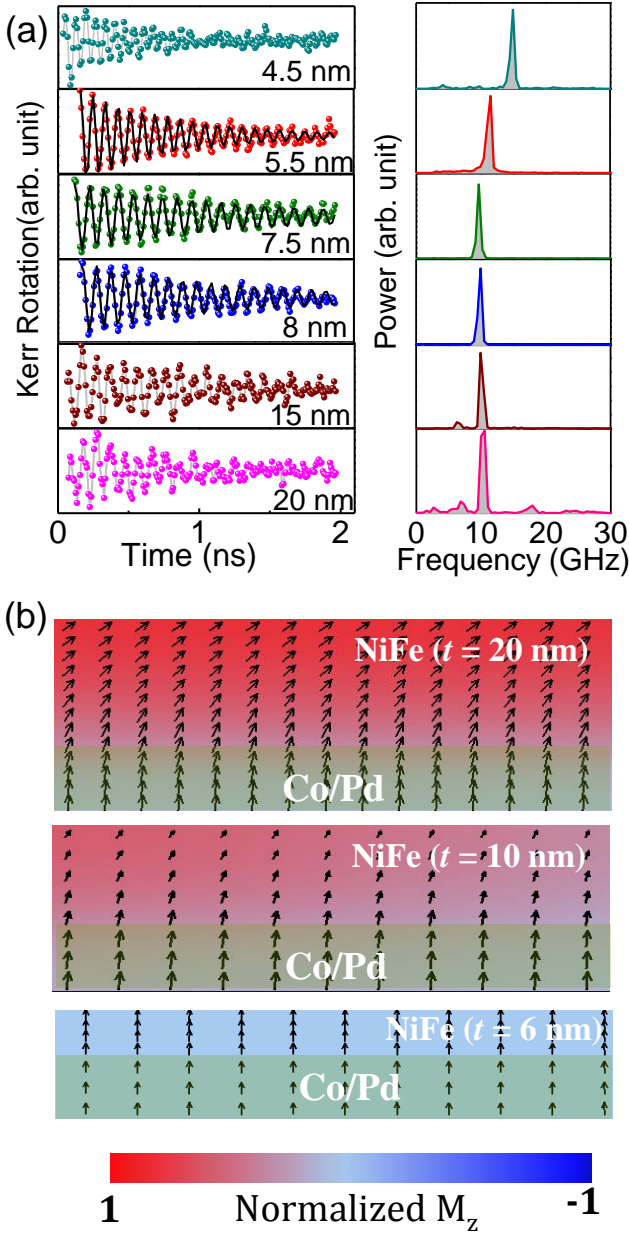 (a)
Kerr Rotation(arb. unit)
4.5 nm
5.5 nm
7.5 nm
8 nm
15 nm
20 nm
0 1 2
Time (ns)
Power (arb. unit)
0 10 20 30
Frequency (GHz)
(b)
NiFe (t = 20 nm)
Co/Pd
NiFe (t = 10 nm)
Co/Pd
NiFe (t = 6 nm)
Co/Pd
1 Normalized Mz -1